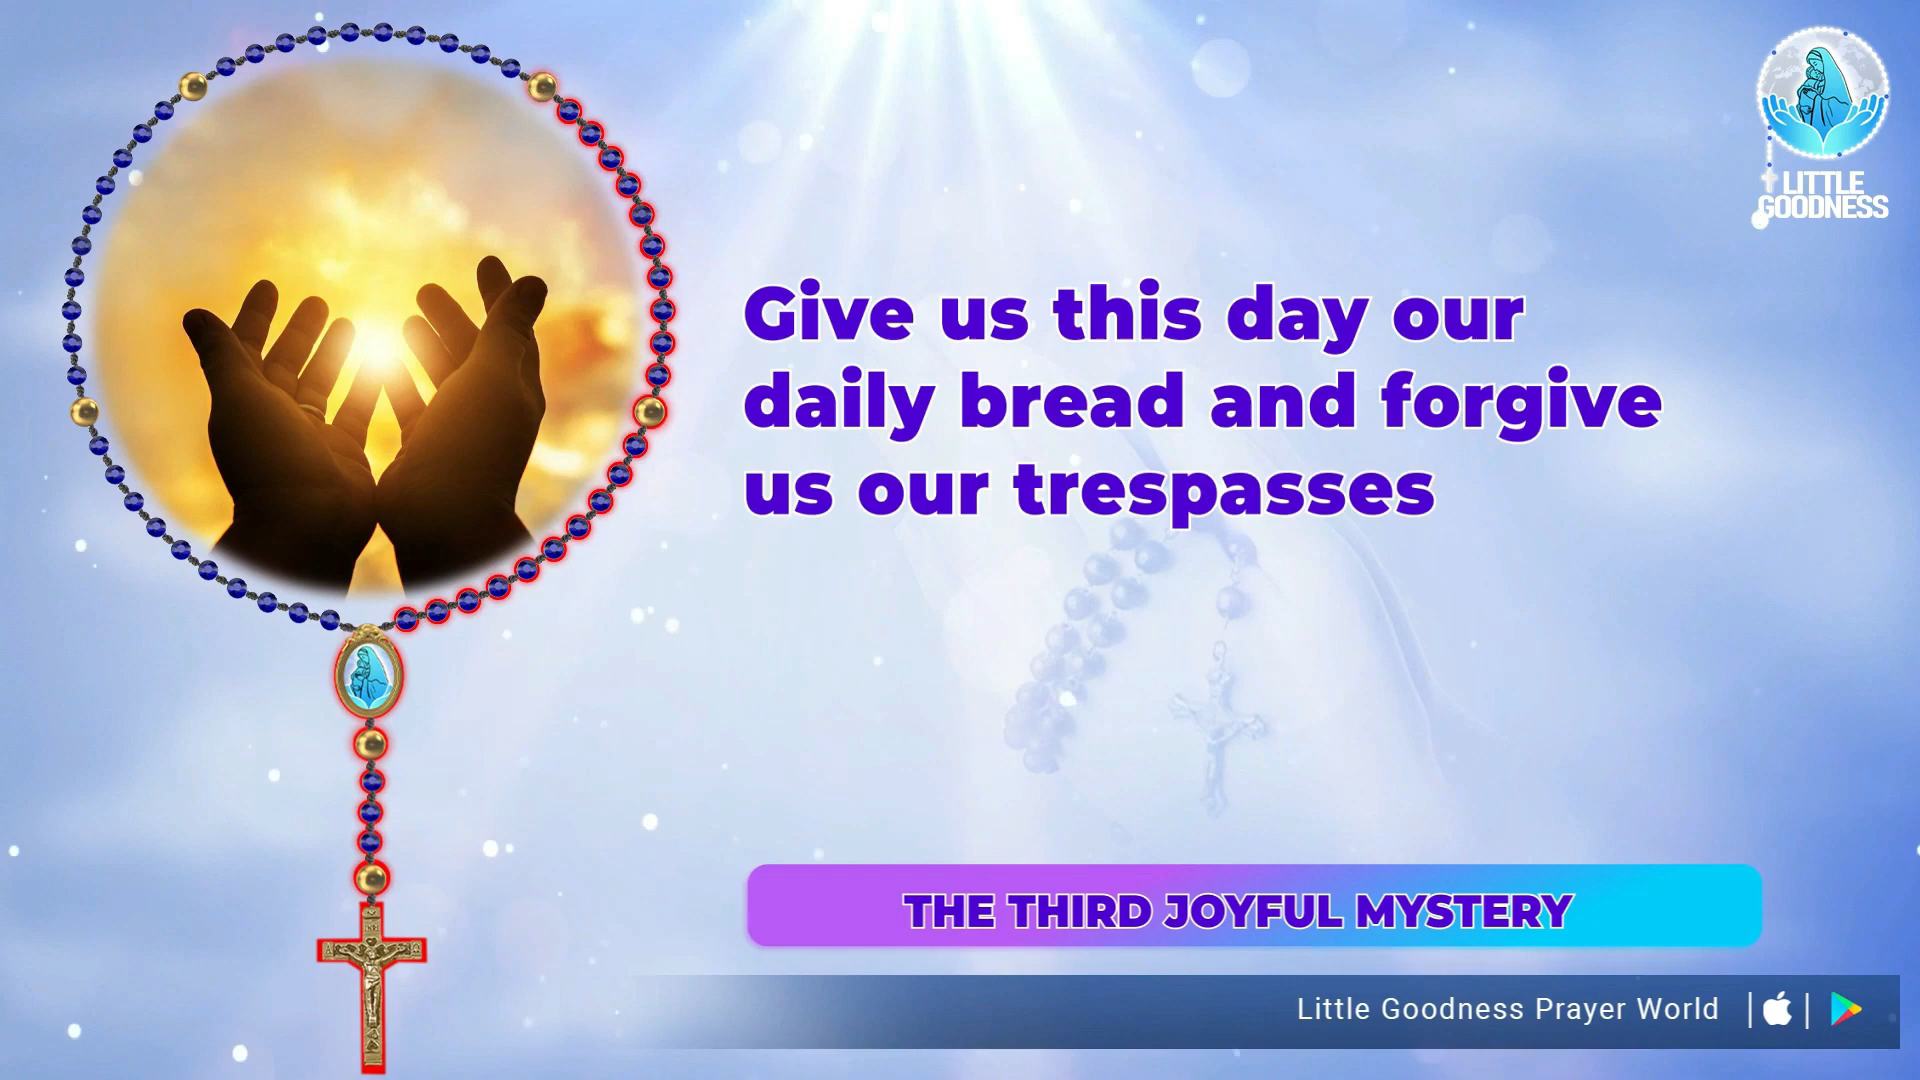 LITTLE
GOODNESS
Give us this day our
daily bread and forgive
us our trespasses
THE THIRD JOYFUL MYSTERY
Little Goodness Prayer World